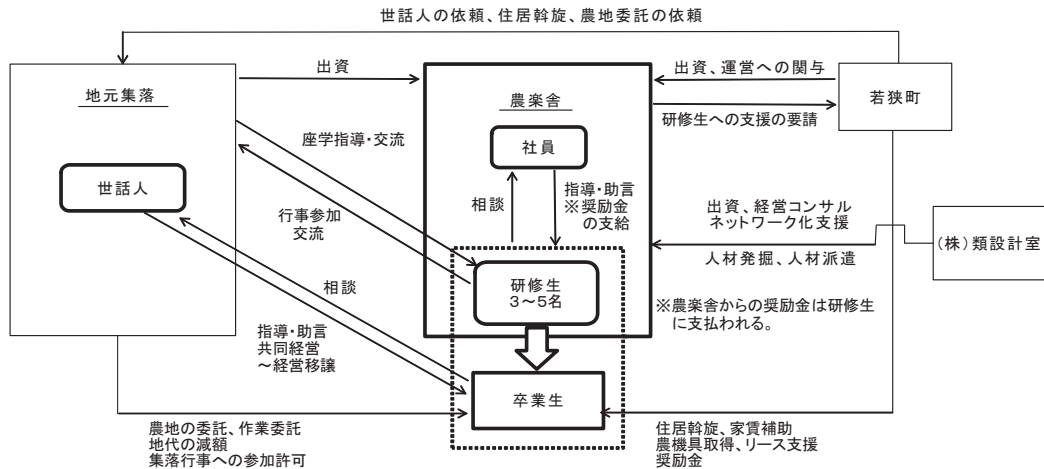 世話人の依頼、住居斡旋、農地委託の依頼
地元集落
出資
農楽舎
出資、運営への関与
若狭町
研修生への支援の要請
座学指導・交流
社員
世話人
相談
指導・助言
※奨励金
の支給
行事参加
交流
出資、経営コンサル
ネットワーク化支援
(株)類設計室
人材発掘、人材派遣
研修生
3～5名
相談
※農楽舎からの奨励金は研修生
に支払われる。
指導・助言
共同経営
～経営移譲
卒業生
農地の委託、作業委託
地代の減額
集落行事への参加許可
住居斡旋、家賃補助
農機具取得、リース支援
奨励金